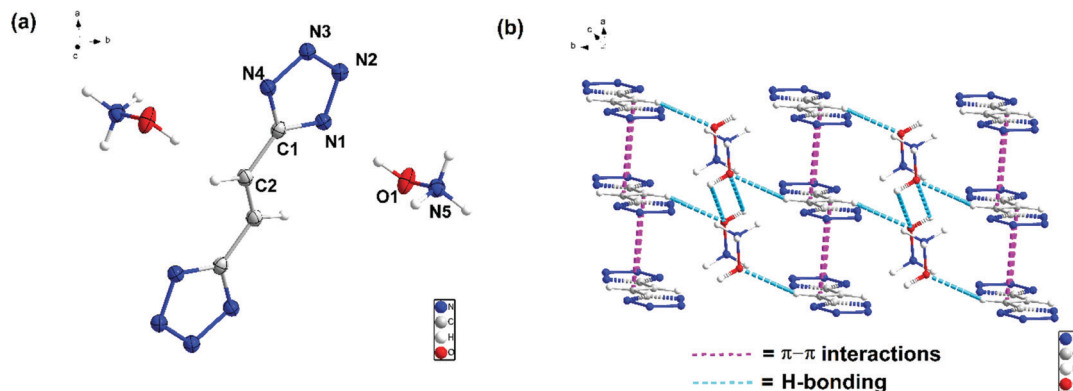 (a)
a
b
c
N3
N4
N2
N1
C1
C2
O1
N5
N
C
H
O
(b)
a
c
b
= π–π interactions
= H-bonding